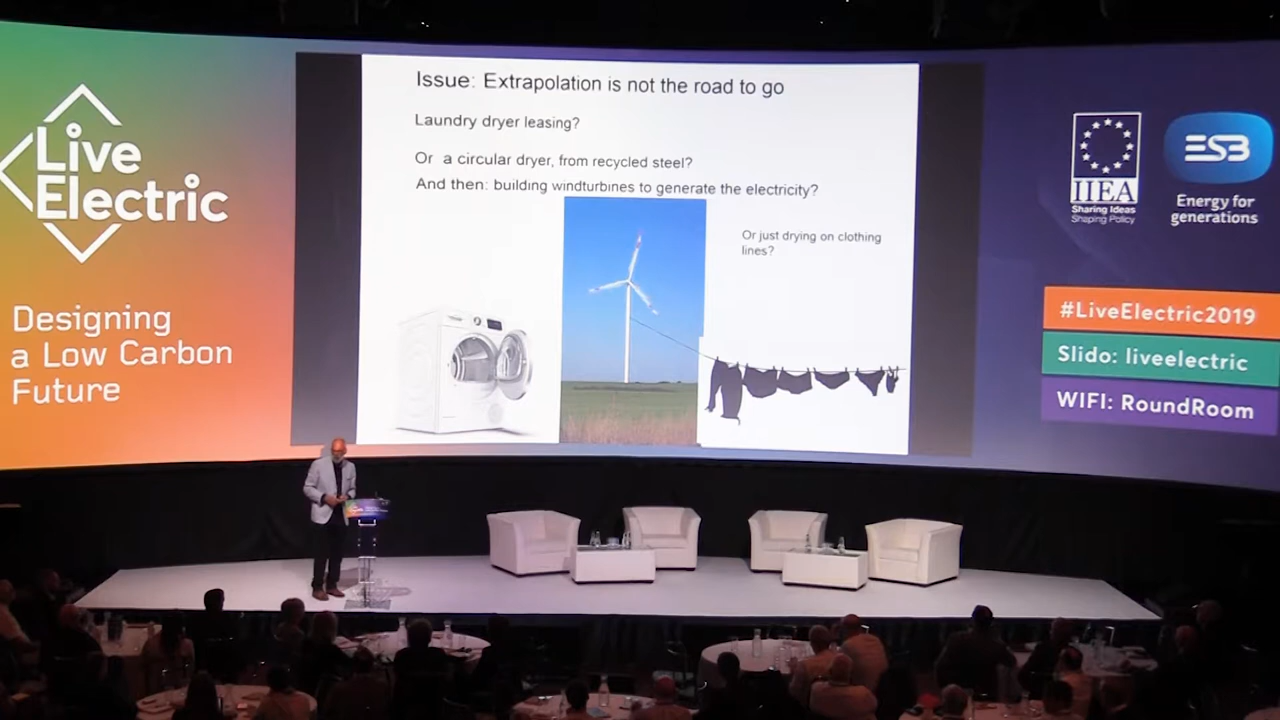 Live
Electric
Designing
a Low Carbon
Future
Issue: Extrapolation is not the road to go
Laundry dryer leasing?
Or a circular dryer, from recycled steel?
And then: building windturbines to generate the electricity?
Or just drying on clothing
lines?
IIEA
Sharing Ideas
Shaping Policy
ESB
Energy for
generations
#LiveElectric2019
Slido: liveelectric
WIFI: RoundRoom